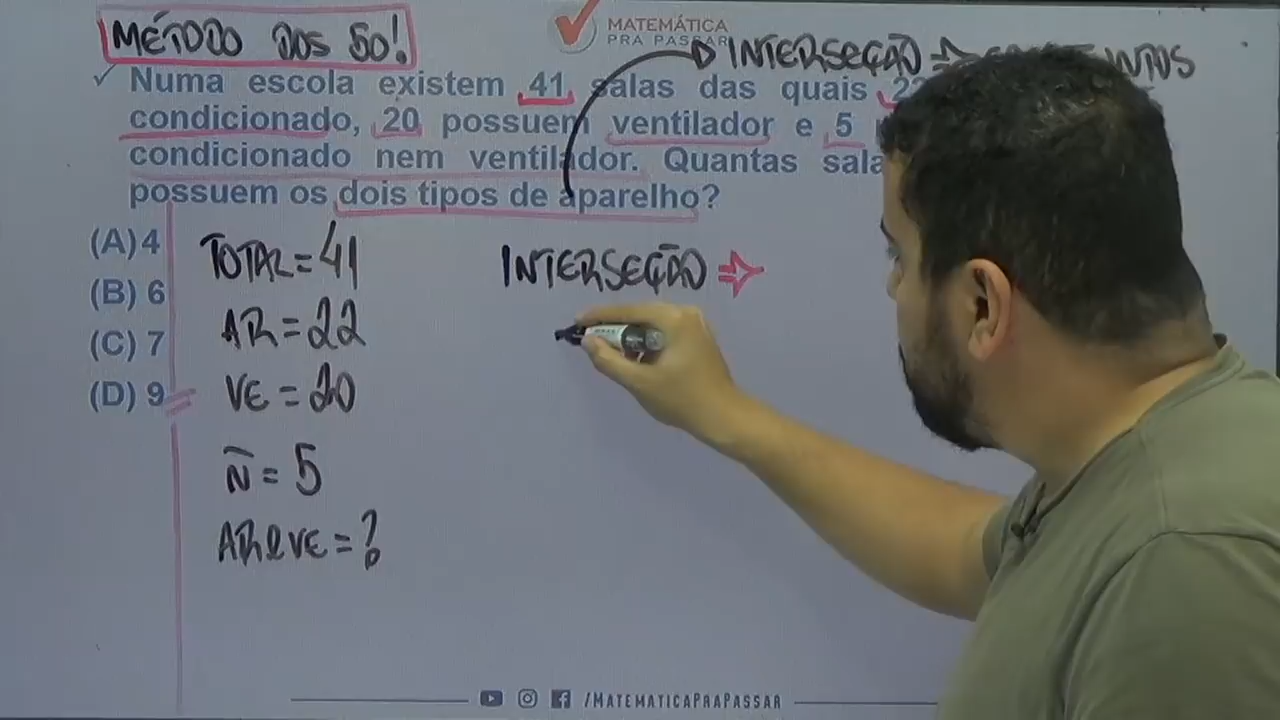 MÉTODO DOS 50!
MATEMÁTICA
PRA PASSAR
INTERSEÇÃO ⇒
✓ Numa escola existem 41 salas das quais
condicionado, 20 possuem ventilador e 5
condicionado nem ventilador. Quantas
possuem os dois tipos de aparelho?
(A) 4
(B) 6
(C) 7
(D) 9
TOTAL = 41
AR = 22
VE = 20
Ñ = 5
AR e VE = ?
INTERSEÇÃO ⇒
/MATEMATICAPRAPASSAR